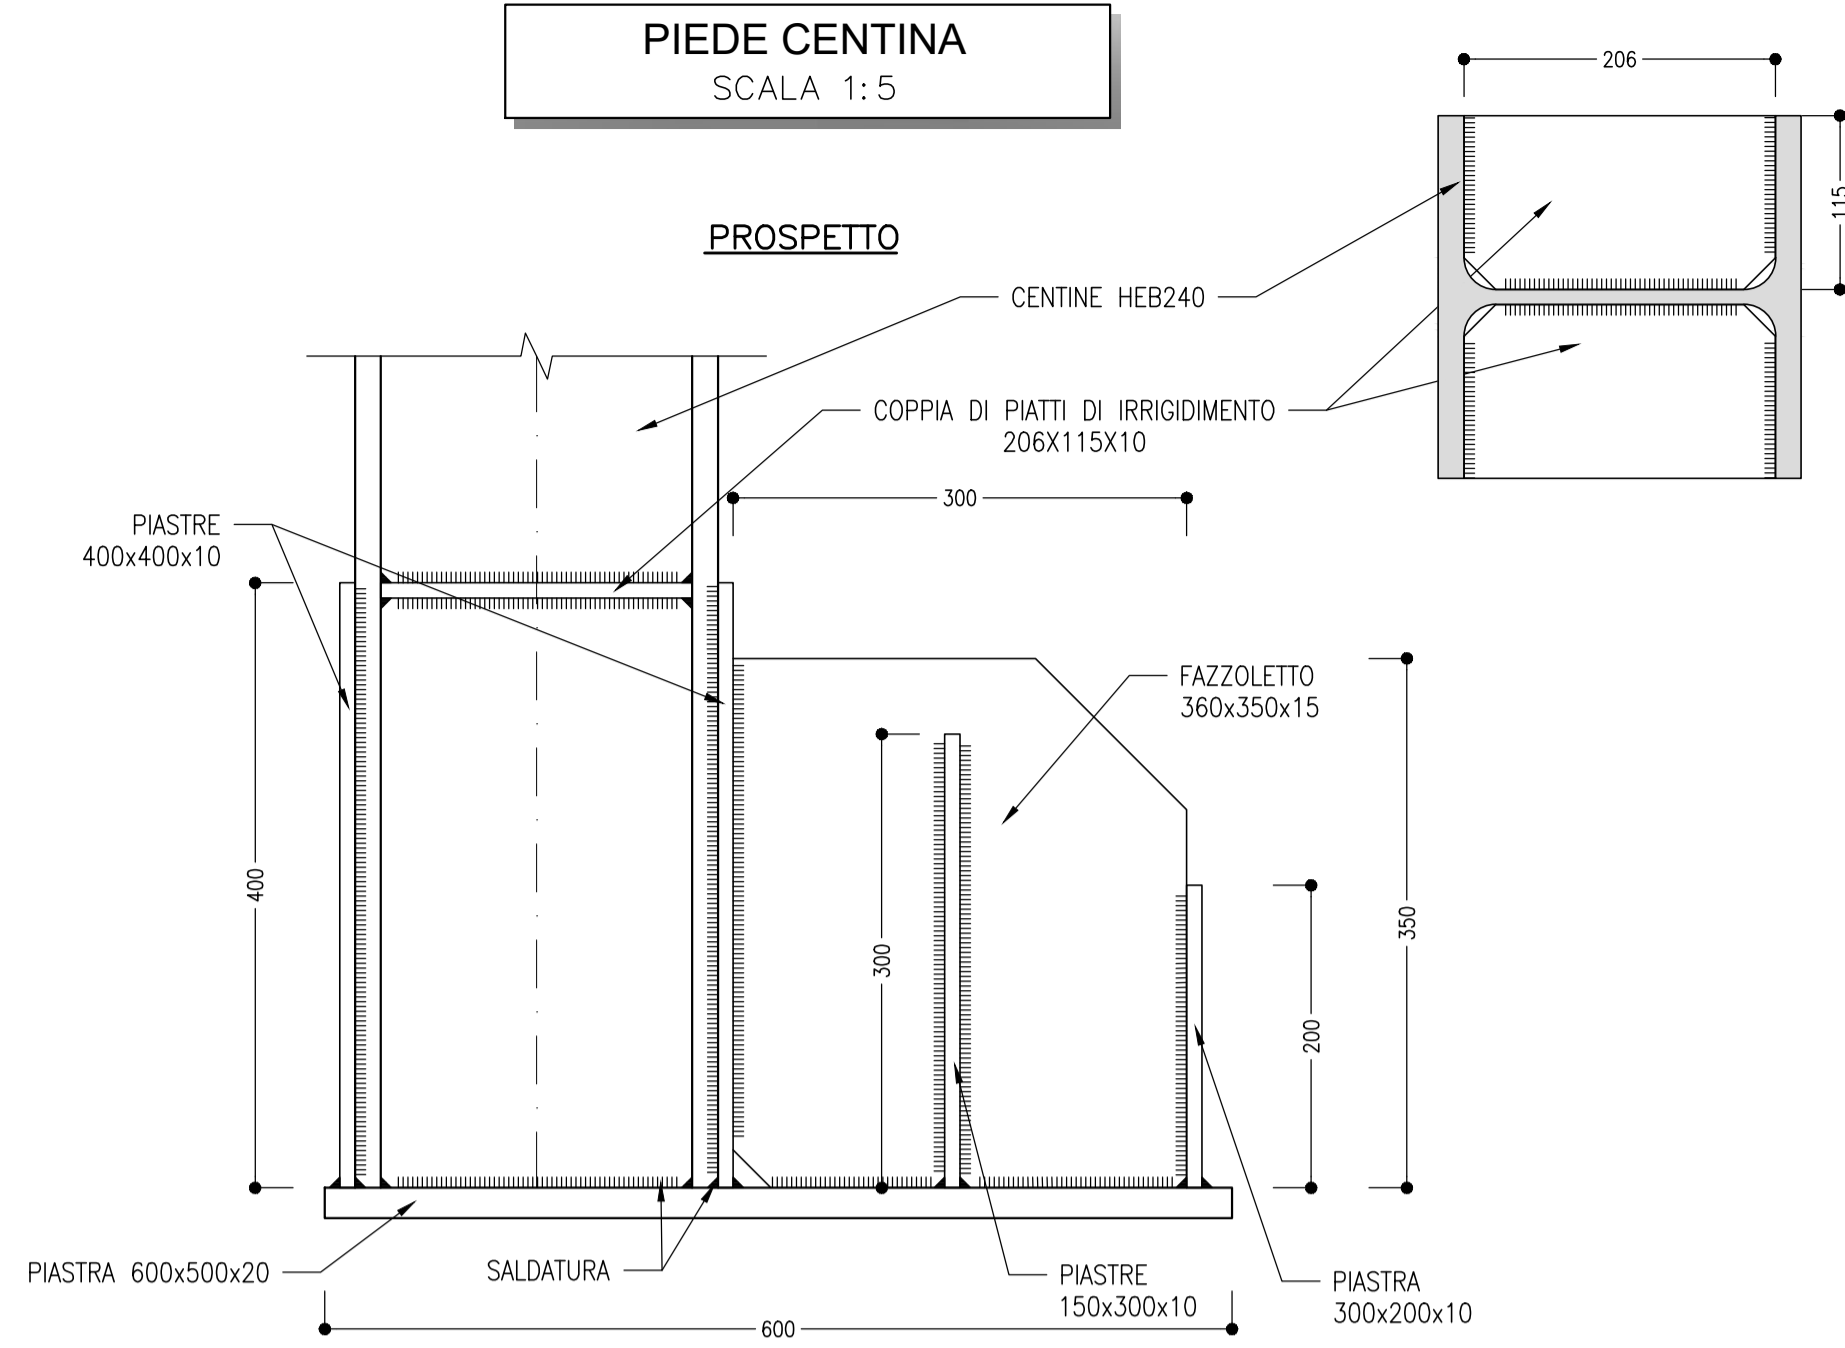 PIEDE CENTINA
SCALA 1:5
206
115
PROSPETTO
CENTINE HEB240
COPPIA DI PIATTI DI IRRIGIDIMENTO
206X115X10
300
PIASTRE
400x400x10
FAZZOLETTO
360x350x15
400
300
350
200
PIASTRA 600x500x20
SALDATURA
PIASTRE
150x300x10
PIASTRA
300x200x10
600